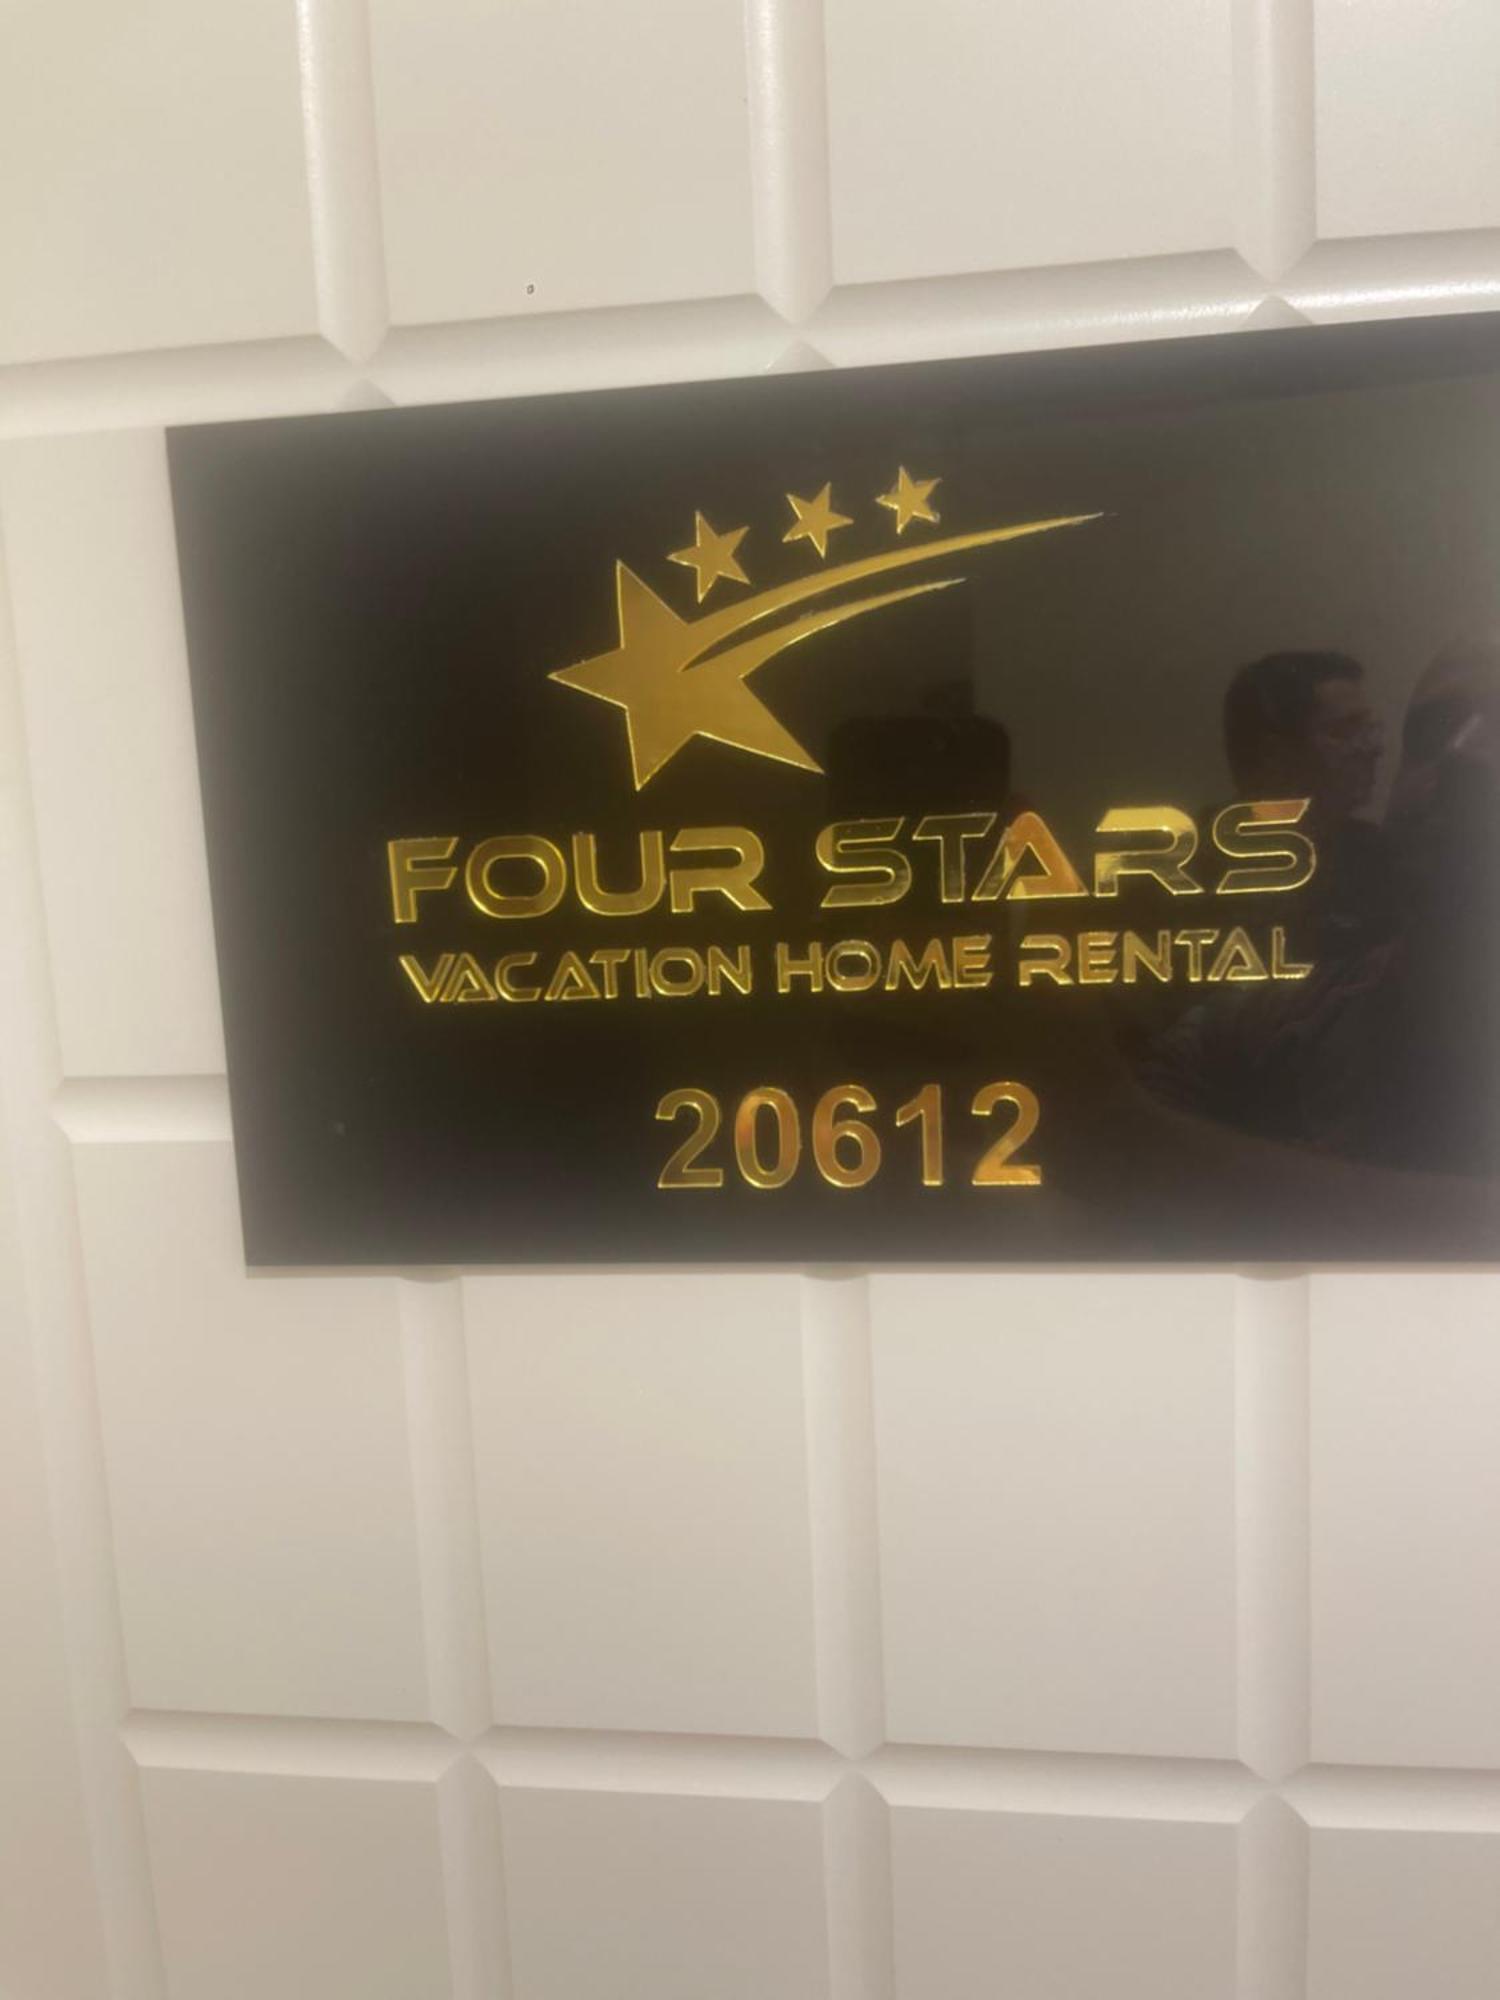 FOUR STARS
VACATION HOME RENTAL
20612